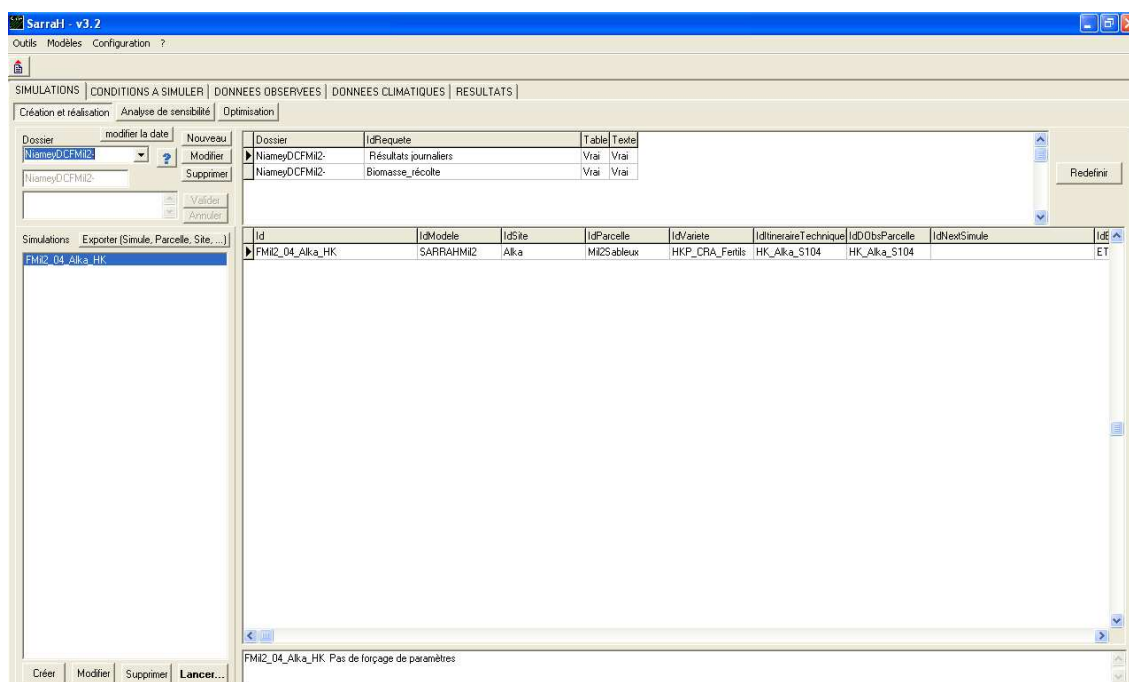 SarraH - v3.2
Outils Modèles Configuration ?
SIMULATIONS CONDITIONS A SIMULER DONNEES OBSERVEES DONNEES CLIMATIQUES RESULTATS
Création et réalisation Analyse de sensibilité Optimisation
Dossier modifier la date Nouveau
NiameyDCFMil2- ? Modifier
NiameyDCFMil2- Supprimer
Valider
Annuler
Dossier IdRequete Table Texte
NiameyDCFMil2- Résultats journaliers Vrai Vrai
NiameyDCFMil2- Biomasse_récolte Vrai Vrai
Redefinir
Simulations Exporter (Simule, Parcelle, Site, ...)
FMil2_04_Alka_HK
Id IdModele IdSite IdParcelle IdVariete IdItineraireTechnique IdDObsParcelle IdNextSimule IdE
FMil2_04_Alka_HK SARRAHMil2 Alka Mil2Sableux HKP_CRA_Fertils HK_Alka_S104 HK_Alka_S104 ET
FMil2_04_Alka_HK Pas de forçage de paramètres
Créer Modifier Supprimer Lancer...